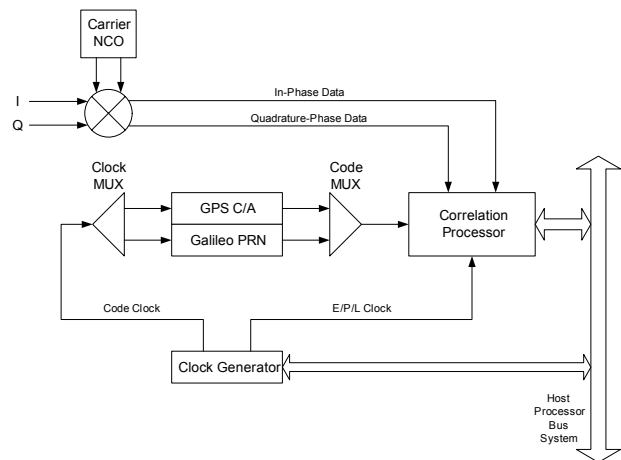 Carrier
NCO
I
Q
In-Phase Data
Quadrature-Phase Data
Clock
MUX
Code
MUX
GPS C/A
Galileo PRN
Correlation
Processor
Code Clock
E/P/L Clock
Clock Generator
Host
Processor
Bus
System